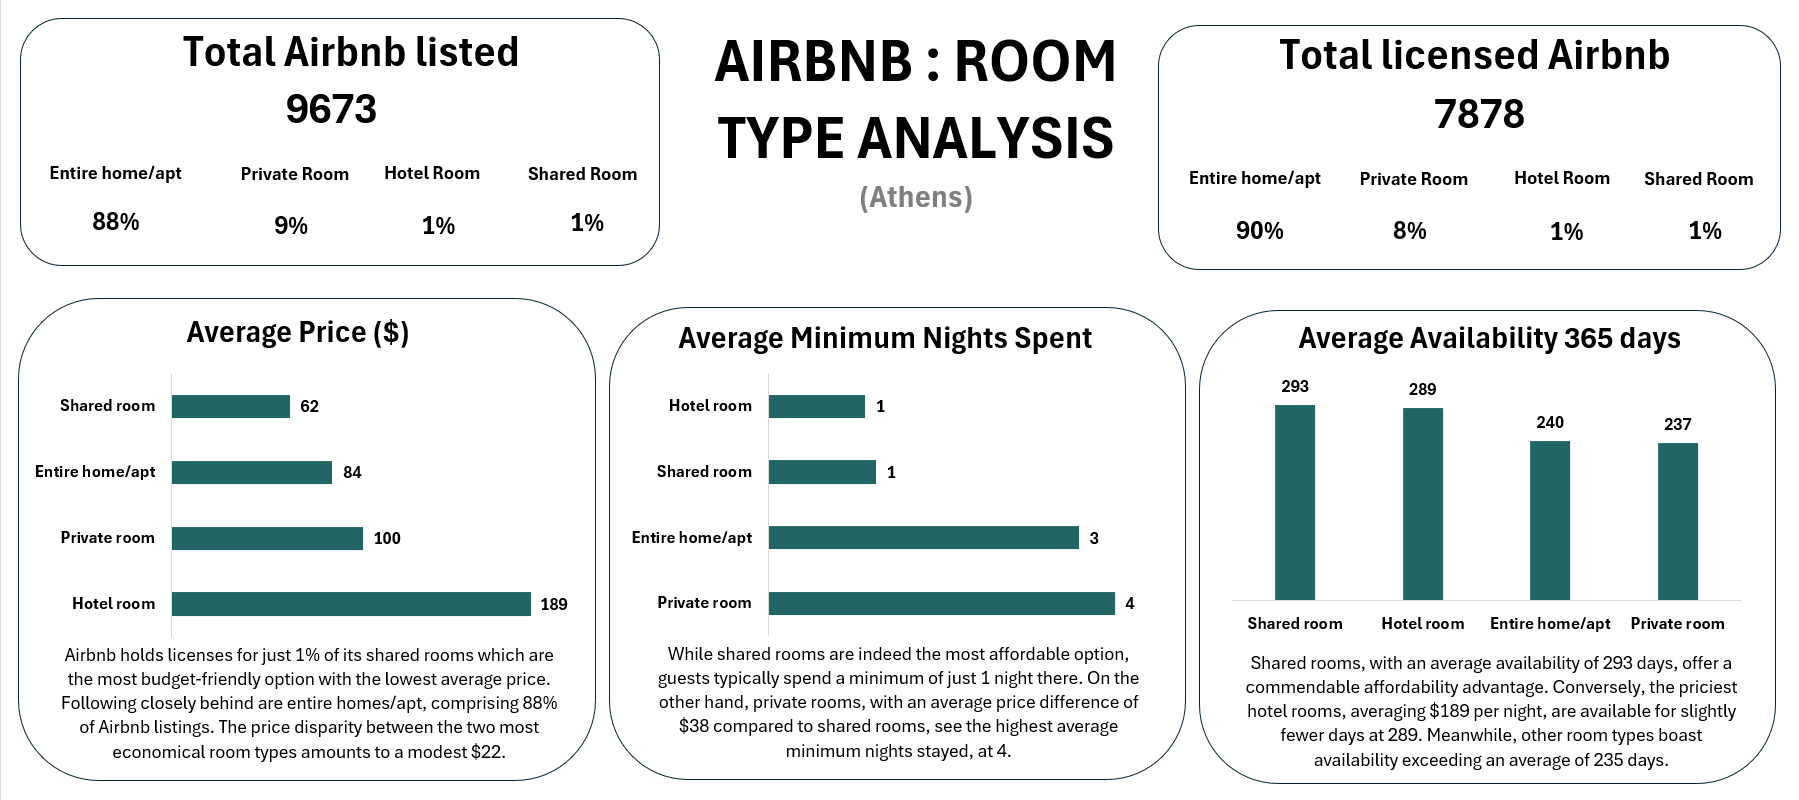 Total Airbnb listed
9673
Entire home/apt
Private Room
Hotel Room
Shared Room
88%
9%
1%
1%
AIRBNB : ROOM
TYPE ANALYSIS
(Athens)
Total licensed Airbnb
7878
Entire home/apt
Private Room
Hotel Room
Shared Room
90%
8%
1%
1%
Average Price ($)
Shared room
62
Entire home/apt
84
Private room
100
Hotel room
189
Airbnb holds licenses for just 1% of its shared rooms which are
the most budget-friendly option with the lowest average price.
Following closely behind are entire homes/apt, comprising 88%
of Airbnb listings. The price disparity between the two most
economical room types amounts to a modest $22.
Average Minimum Nights Spent
Hotel room
1
Shared room
1
Entire home/apt
3
Private room
4
While shared rooms are indeed the most affordable option,
guests typically spend a minimum of just 1 night there. On the
other hand, private rooms, with an average price difference of
$38 compared to shared rooms, see the highest average
minimum nights stayed, at 4.
Average Availability 365 days
293
289
240
237
Shared room
Hotel room
Entire home/apt
Private room
Shared rooms, with an average availability of 293 days, offer a
commendable affordability advantage. Conversely, the priciest
hotel rooms, averaging $189 per night, are available for slightly
fewer days at 289. Meanwhile, other room types boast
availability exceeding an average of 235 days.